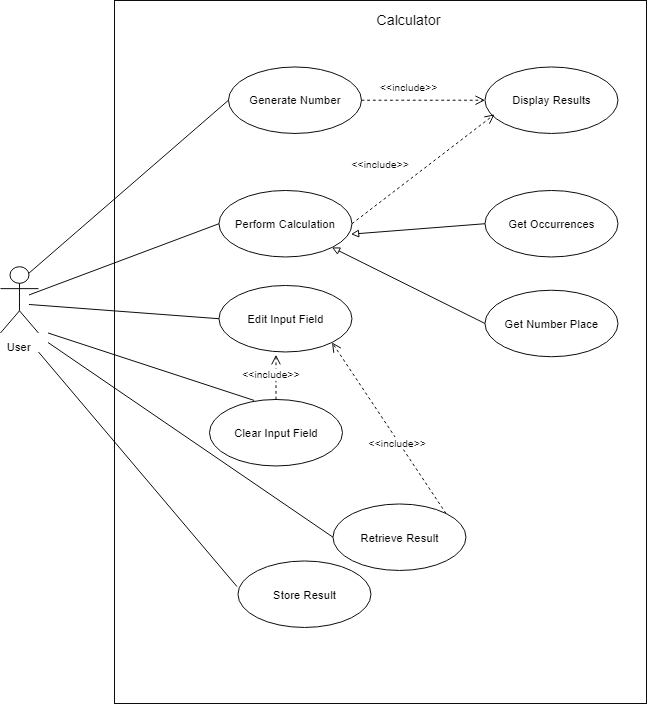 Calculator
Generate Number
<<include>>
Display Results
<<include>>
Perform Calculation
Get Occurrences
Edit Input Field
Get Number Place
User
<<include>>
Clear Input Field
<<include>>
Retrieve Result
Store Result